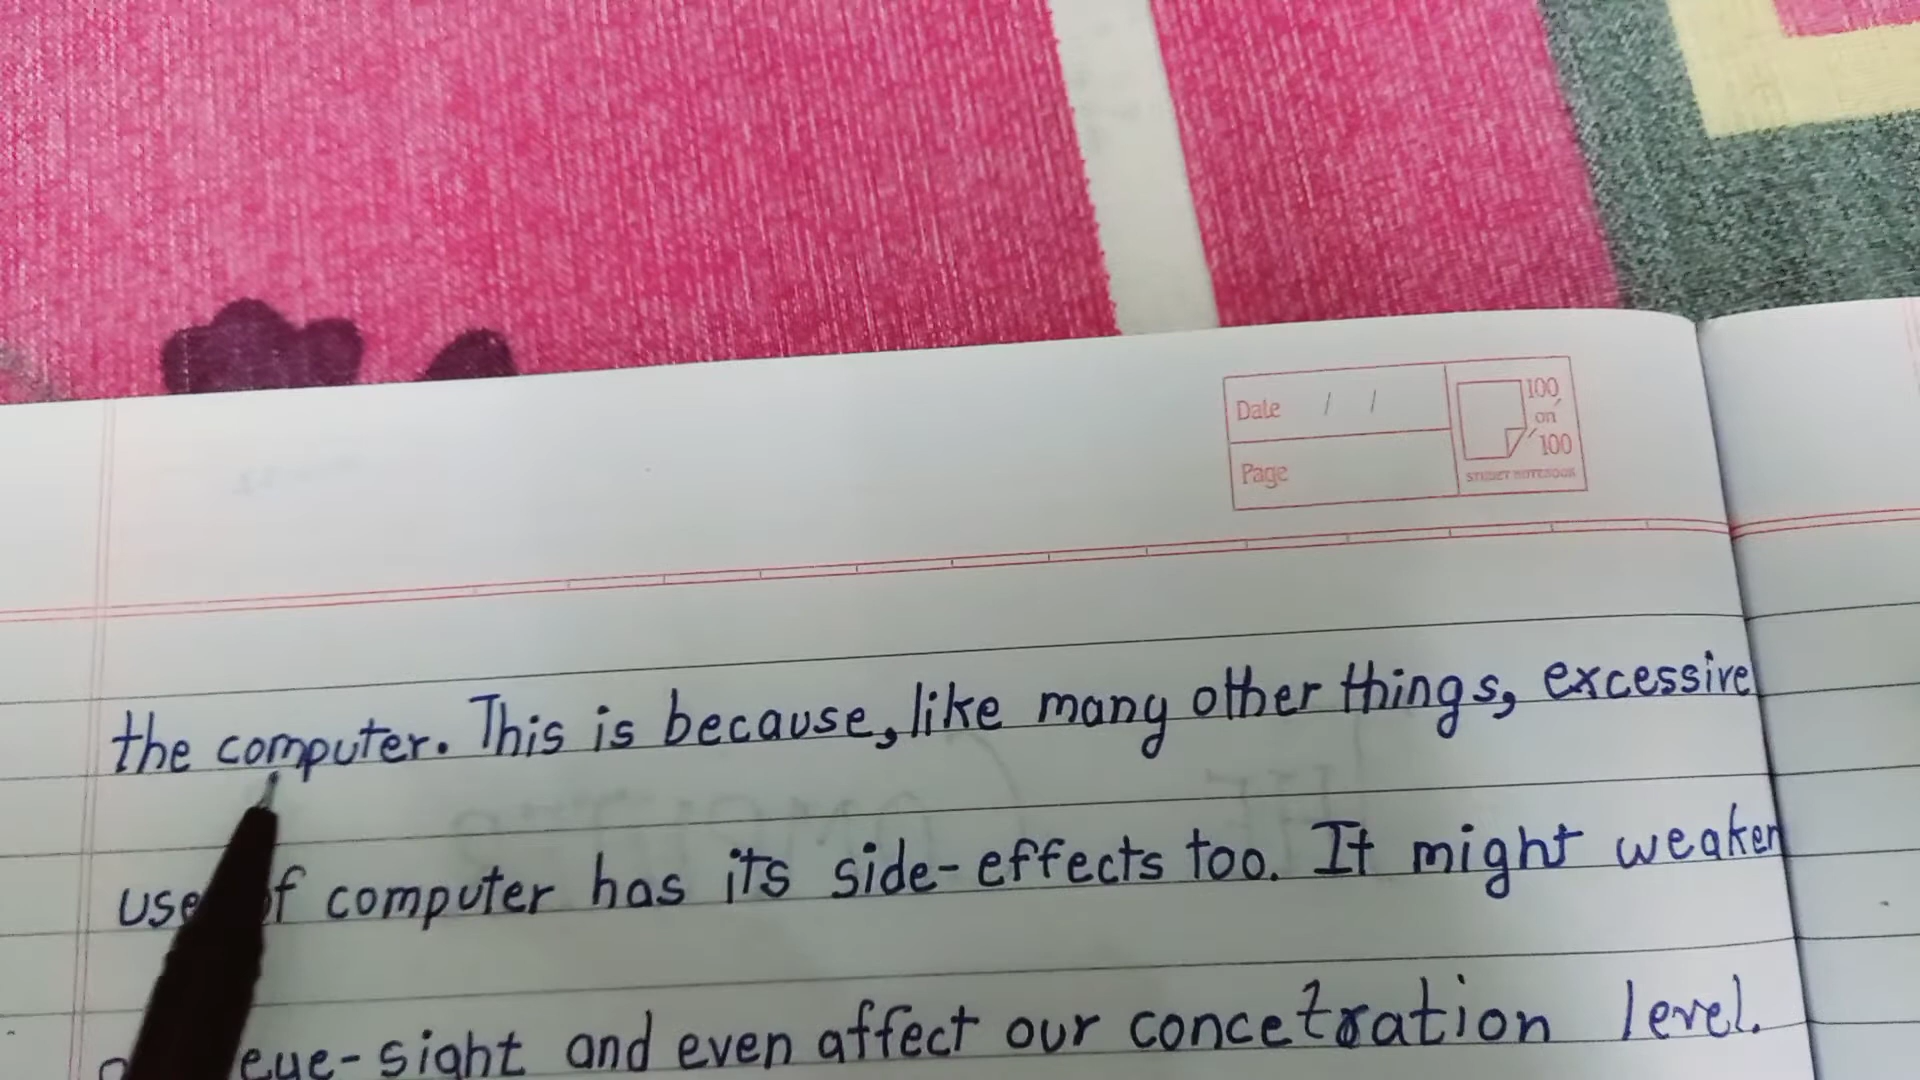 Date / /
Page
100
on
100
the computer. This is because, like many other things, excessive
use of computer has its side-effects too. It might weaken
eye-sight and even affect our concetration level.